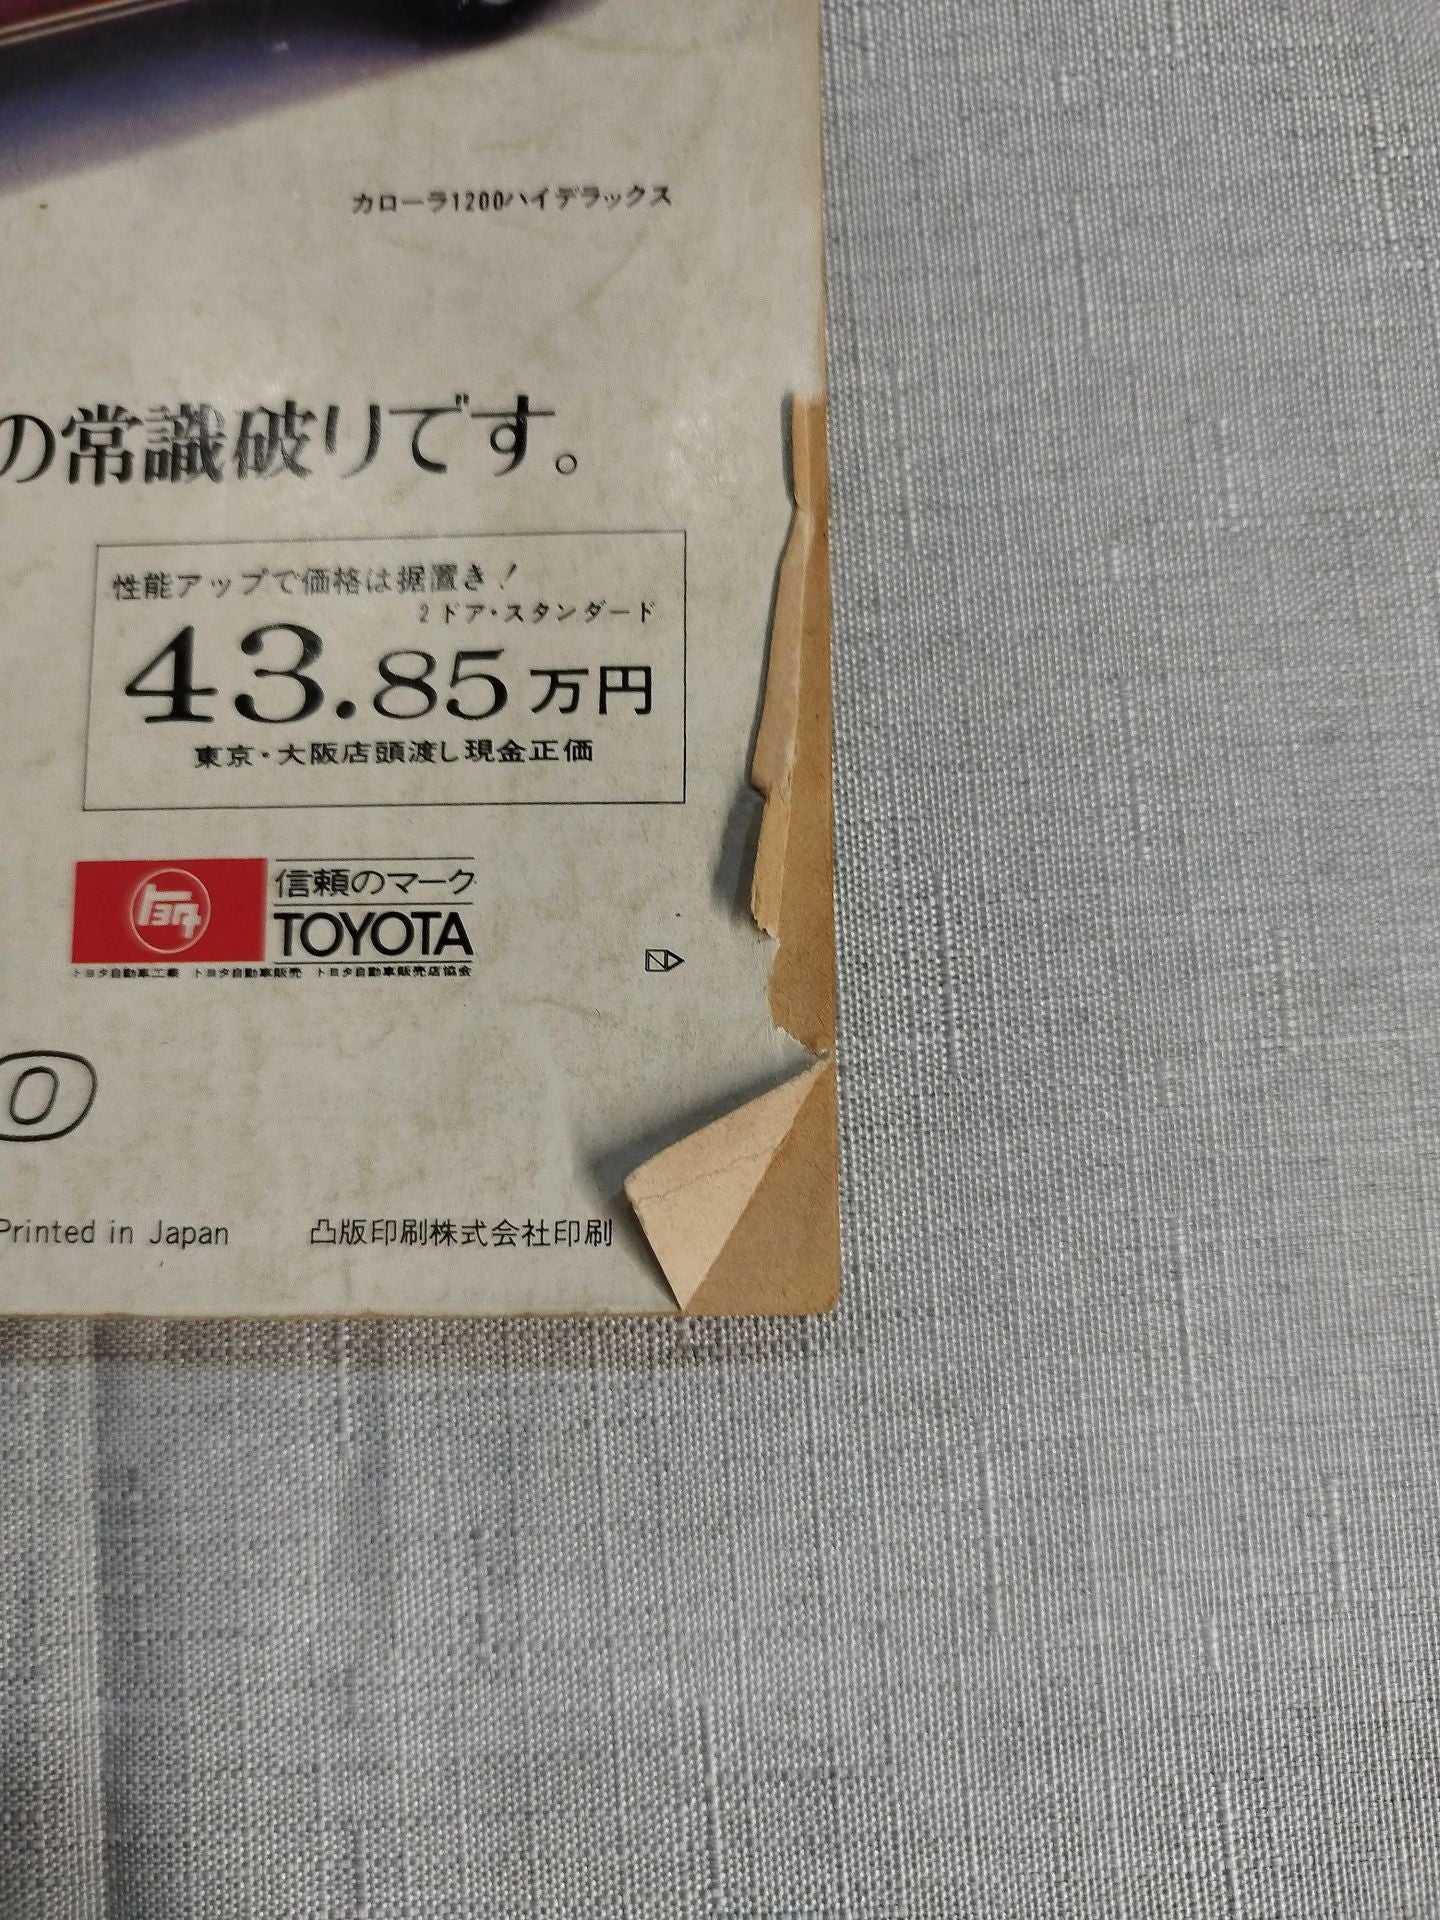 カローラ1200ハイデラックス
の常識破りです。
性能アップで価格は据置き!
2ドア・スタンダード
43.85万円
東京・大阪店頭渡し現金正価
トヨタ
信頼のマーク
TOYOTA
トヨタ自動車工業 トヨタ自動車販売 トヨタ自動車販売店協会
O
Printed in Japan 凸版印刷株式会社印刷